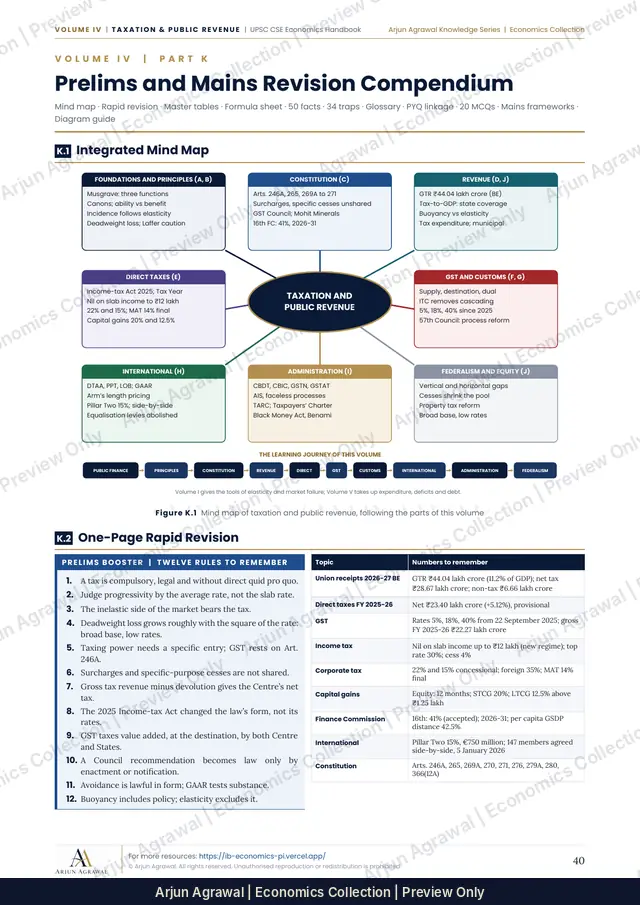 VOLUME IV | TAXATION & PUBLIC REVENUE | UPSC CSE Economics Handbook
Arjun Agrawal Knowledge Series | Economics Collection
VOLUME IV | PART K
Prelims and Mains Revision Compendium
Mind map · Rapid revision · Master tables · Formula sheet · 50 facts · 34 traps · Glossary · PYQ linkage · 20 MCQs · Mains frameworks ·
Diagram guide
K.1 Integrated Mind Map
FOUNDATIONS AND PRINCIPLES (A, B)
Musgrave: three functions
Canons; ability vs benefit
Incidence follows elasticity
Deadweight loss; Laffer caution
CONSTITUTION (C)
Arts. 246A, 265, 269A to 271
Surcharges, specific cesses unshared
GST Council; Mohit Minerals
16th FC: 41%, 2026-31
REVENUE (D, J)
GTR ₹44.04 lakh crore (BE)
Tax-to-GDP: state coverage
Buoyancy vs elasticity
Tax expenditure; municipal
DIRECT TAXES (E)
Income-tax Act 2025; Tax Year
Nil on slab income to ₹12 lakh
22% and 15%; MAT 14% final
Capital gains 20% and 12.5%
TAXATION AND
PUBLIC REVENUE
GST AND CUSTOMS (F, G)
Supply, destination, dual
ITC removes cascading
5%, 18%, 40% since 2025
57th Council: process reform
INTERNATIONAL (H)
DTAA, PPT, LOB; GAAR
Arm's length pricing
Pillar Two 15%; side-by-side
Equalisation levies abolished
ADMINISTRATION (I)
CBDT, CBIC, GSTN, GSTAT
AIS, faceless processes
TARC; Taxpayers' Charter
Black Money Act, Benami
FEDERALISM AND EQUITY (J)
Vertical and horizontal gaps
Cesses shrink the pool
Property tax reform
Broad base, low rates
THE LEARNING JOURNEY OF THIS VOLUME
PUBLIC FINANCE
PRINCIPLES
CONSTITUTION
REVENUE
DIRECT
GST
CUSTOMS
INTERNATIONAL
ADMINISTRATION
FEDERALISM
Volume I gives the tools of elasticity and market failure; Volume V takes up expenditure, deficits and debt.
Figure K.1 Mind map of taxation and public revenue, following the parts of this volume
K.2 One-Page Rapid Revision
PRELIMS BOOSTER | TWELVE RULES TO REMEMBER
1. A tax is compulsory, legal and without direct quid pro quo.
2. Judge progressivity by the average rate, not the slab rate.
3. The inelastic side of the market bears the tax.
4. Deadweight loss grows roughly with the square of the rate:
broad base, low rates.
5. Taxing power needs a specific entry; GST rests on Art.
246A.
6. Surcharges and specific-purpose cesses are not shared.
7. Gross tax revenue minus devolution gives the Centre's net
tax.
8. The 2025 Income-tax Act changed the law's form, not its
rates.
9. GST taxes value added, at the destination, by both Centre
and States.
10. A Council recommendation becomes law only by
enactment or notification.
11. Avoidance is lawful in form; GAAR tests substance.
12. Buoyancy includes policy; elasticity excludes it.
Topic Numbers to remember
Union receipts 2026-27 BE GTR ₹44.04 lakh crore (11.2% of GDP); net tax
₹28.67 lakh crore; non-tax ₹6.66 lakh crore
Direct taxes FY 2025-26 Net ₹23.40 lakh crore (+5.12%), provisional
GST Rates 5%, 18%, 40% from 22 September 2025; gross
FY 2025-26 ₹22.27 lakh crore
Income tax Nil on slab income up to ₹12 lakh (new regime); top
rate 30%; cess 4%
Corporate tax 22% and 15% concessional; foreign 35%; MAT 14%
final
Capital gains Equity: 12 months; STCG 20%; LTCG 12.5% above
₹1.25 lakh
Finance Commission 16th: 41% (accepted); 2026-31; per capita GSDP
distance 42.5%
International Pillar Two 15%, €750 million; 147 members agreed
side-by-side, 5 January 2026
Constitution Arts. 246A, 265, 269A, 270, 271, 276, 279A, 280,
366(12A)
ARJUN AGRAWAL
For more resources: https://ib-economics-pi.vercel.app/
© Arjun Agrawal. All rights reserved. Unauthorised reproduction or redistribution is prohibited.
40
Arjun Agrawal | Economics Collection | Preview Only